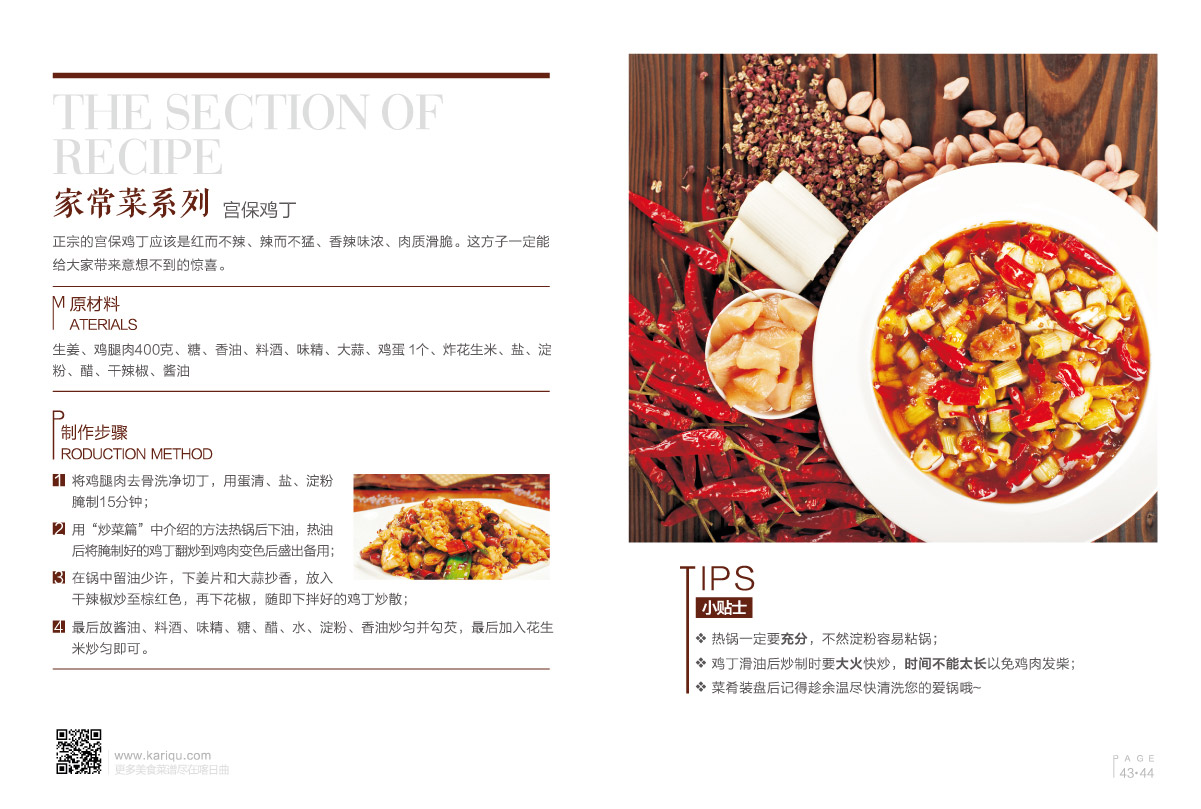 THE SECTION OF
RECIPE
家常菜系列 宫保鸡丁
正宗的宫保鸡丁应该是红而不辣、辣而不猛、香辣味浓、肉质滑脆。这方子一定能
给大家带来意想不到的惊喜。
M 原材料
ATERIALS
生姜、鸡腿肉400克、糖、香油、料酒、味精、大蒜、鸡蛋1个、炸花生米、盐、淀
粉、醋、干辣椒、酱油
P
制作步骤
RODUCTION METHOD
1 将鸡腿肉去骨洗净切丁，用蛋清、盐、淀粉
腌制15分钟；
2 用“炒菜篇”中介绍的方法热锅后下油，热油
后将腌制好的鸡丁翻炒到鸡肉变色后盛出备用；
3 在锅中留油少许，下姜片和大蒜抄香，放入
干辣椒炒至棕红色，再下花椒，随即下拌好的鸡丁炒散；
4 最后放酱油、料酒、味精、糖、醋、水、淀粉、香油炒匀并勾芡，最后加入花生
米炒匀即可。
www.kariqu.com
更多美食菜谱尽在喀日曲
TIPS
小贴士
❖ 热锅一定要充分，不然淀粉容易粘锅；
❖ 鸡丁滑油后炒制时要大火快炒，时间不能太长以免鸡肉发柴；
❖ 菜肴装盘后记得趁余温尽快清洗您的爱锅哦~
PAGE
43·44